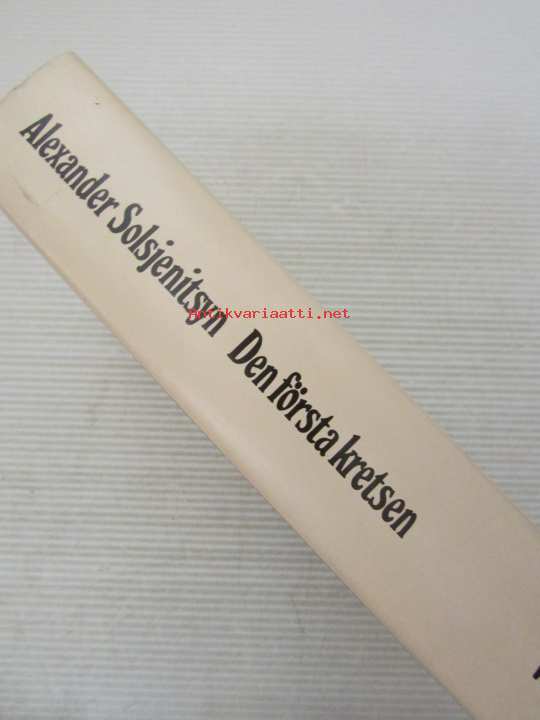 Alexander Solsjenitsyn Den första kretsen
Antikvariaatti.net